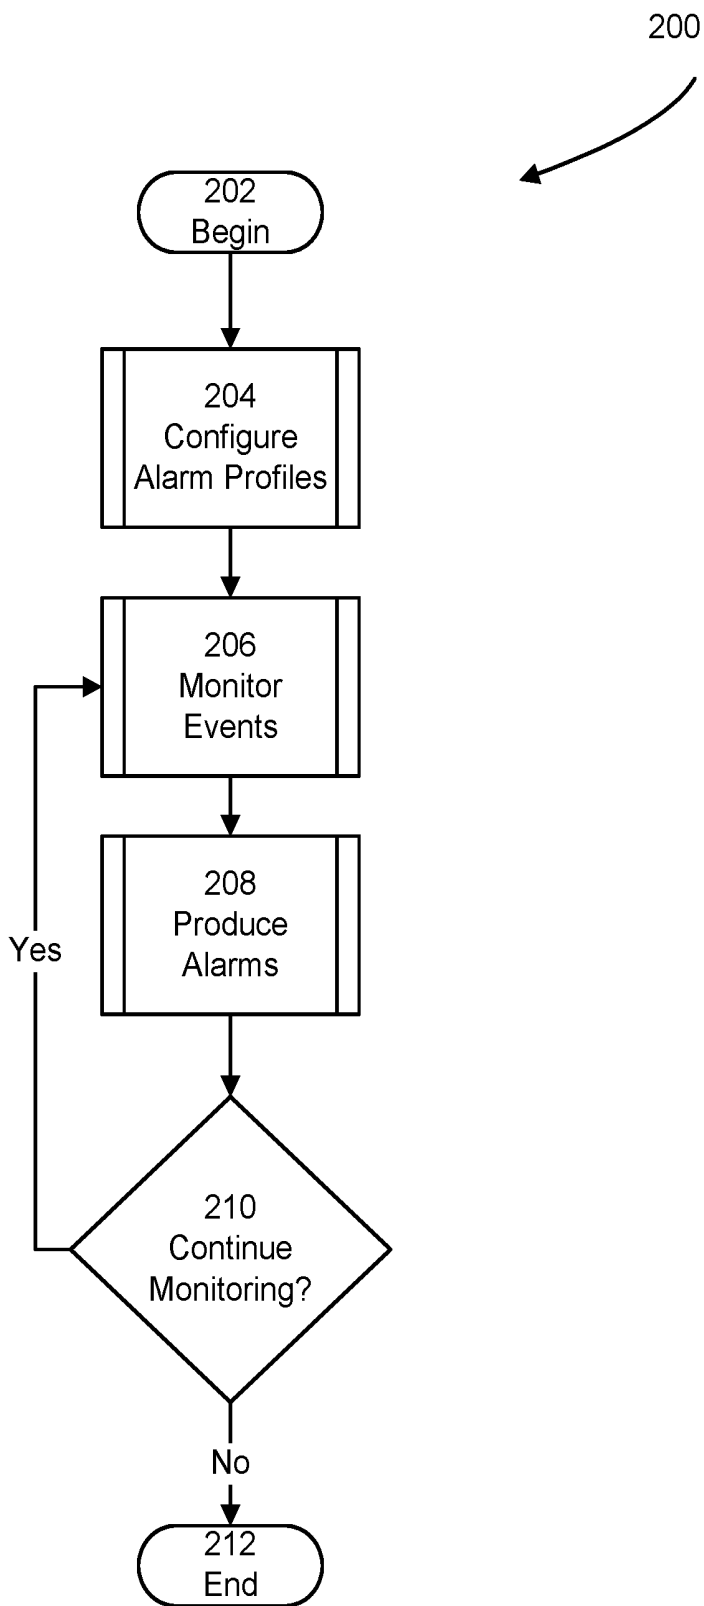 200
202
Begin
204
Configure
Alarm Profiles
206
Monitor
Events
208
Produce
Alarms
Yes
210
Continue
Monitoring?
No
212
End